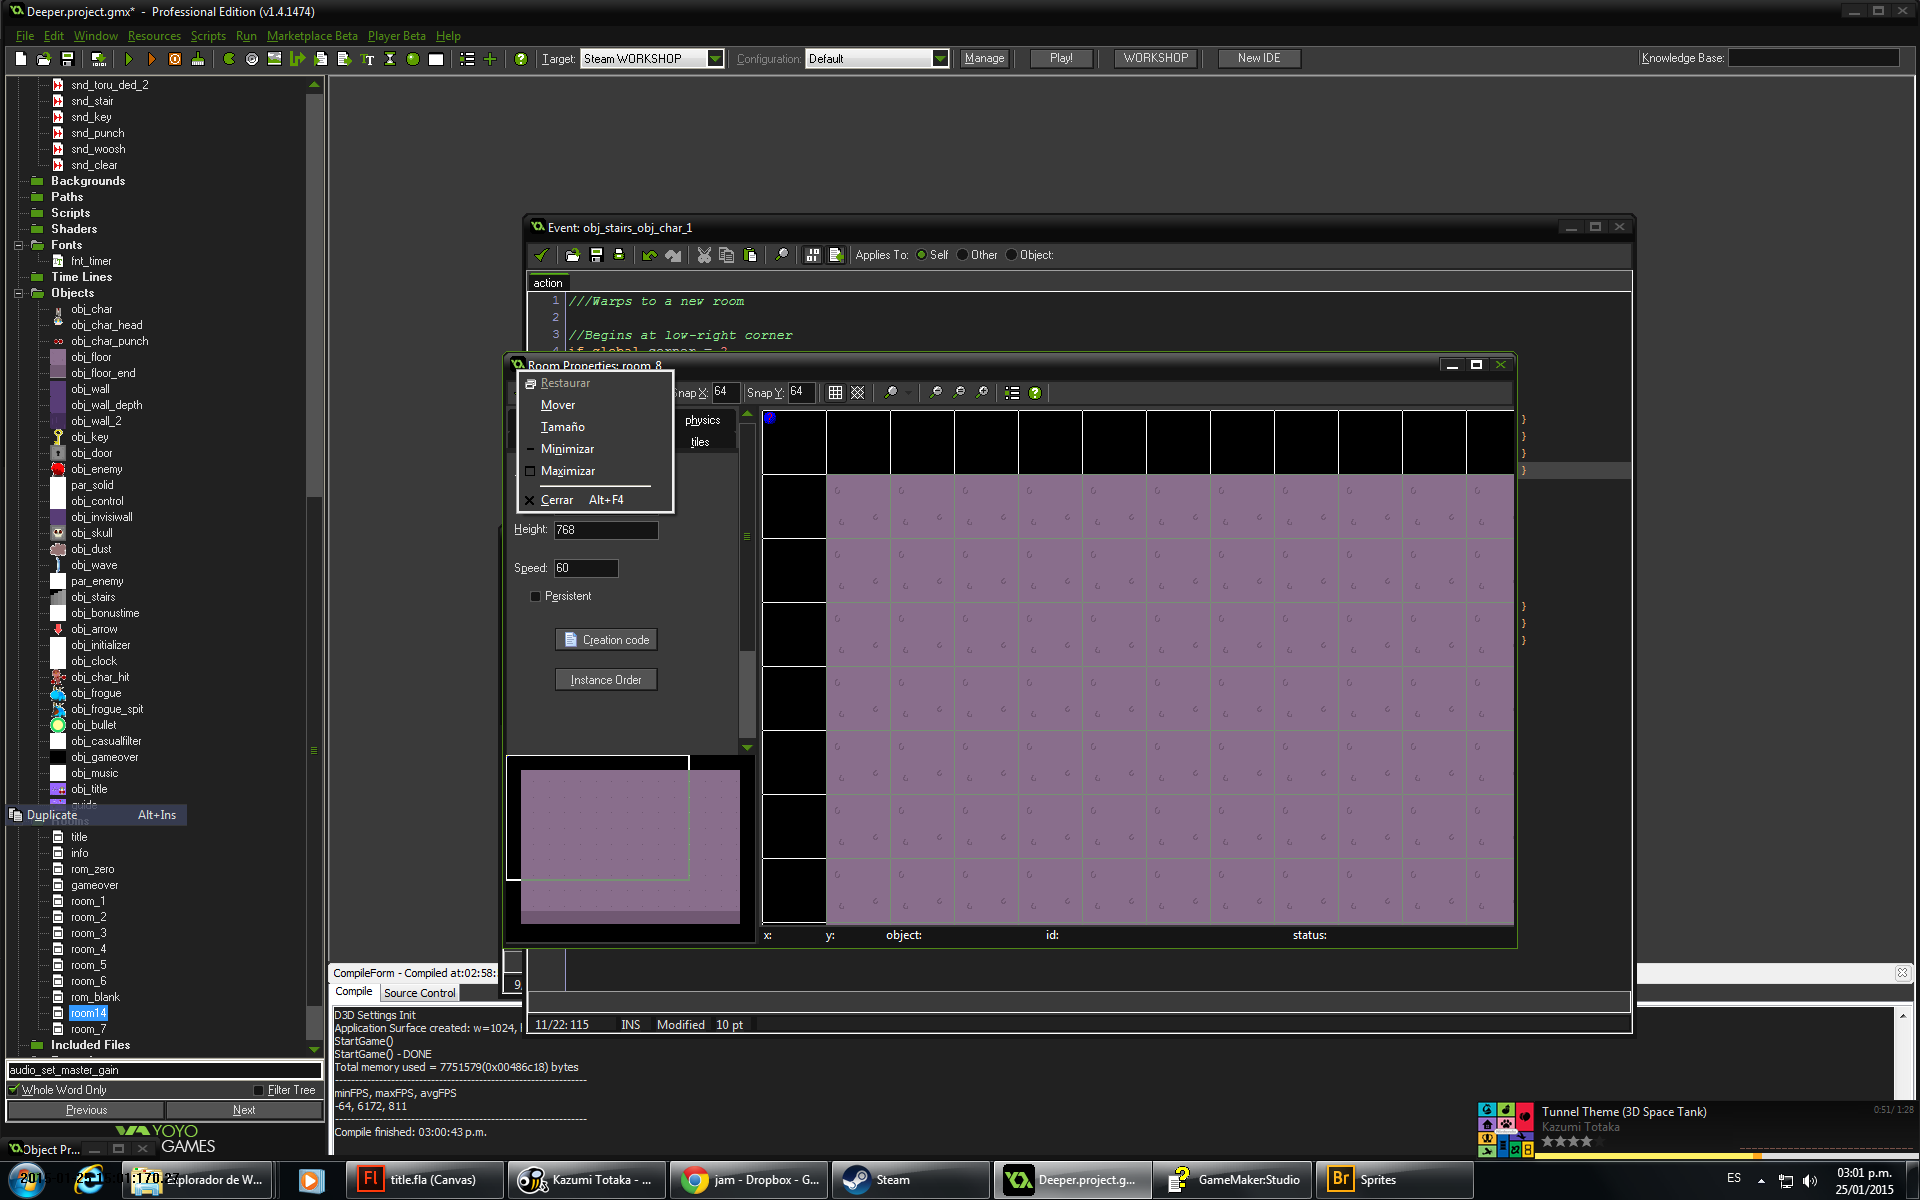 Deeper.project.gmx* - Professional Edition (v1.4.1474)
File Edit Window Resources Scripts Run Marketplace Beta Player Beta Help
Target: Steam WORKSHOP Configuration: Default Manage Play! WORKSHOP New IDE Knowledge Base:
snd_toru_ded_2
snd_stair
snd_key
snd_punch
snd_woosh
snd_clear
Backgrounds
Paths
Scripts
Shaders
Fonts
fnt_timer
Time Lines
Objects
obj_char
obj_char_head
obj_char_punch
obj_floor
obj_floor_end
obj_wall
obj_wall_depth
obj_wall_2
obj_key
obj_door
obj_enemy
par_solid
obj_control
obj_invisiwall
obj_skull
obj_dust
obj_wave
par_enemy
obj_stairs
obj_bonustime
obj_arrow
obj_initializer
obj_clock
obj_char_hit
obj_frogue
obj_frogue_spit
obj_bullet
obj_casualfilter
obj_gameover
obj_music
obj_title
guide
Duplicate Alt+Ins
title
info
rom_zero
gameover
room_1
room_2
room_3
room_4
room_5
room_6
rom_blank
room14
room_7
Included Files
audio_set_master_gain
Whole Word Only Filter Tree
Previous Next
YOYO GAMES
Object Pr...
Event: obj_stairs_obj_char_1
Applies To: Self Other Object:
action
1 ///Warps to a new room
2
3 //Begins at low-right corner
4 if global.corner = 2
}
}
}
}
}
}
}
11/22: 115 INS Modified 10 pt
Room Properties: room_8
Snap X: 64 Snap Y: 64
Restaurar
Mover
Tamaño
Minimizar
Maximizar
Cerrar Alt+F4
physics
tiles
Height: 768
Speed: 60
Persistent
Creation code
Instance Order
x: y: object: id: status:
9
CompileForm - Compiled at:02:58:
Compile Source Control
D3D Settings Init
Application Surface created: w=1024,
StartGame()
StartGame() - DONE
Total memory used = 7751579(0x00486c18) bytes
minFPS, maxFPS, avgFPS
-64, 6172, 811
Compile finished: 03:00:43 p.m.
Tunnel Theme (3D Space Tank) 0:51/ 1:28
Kazumi Totaka
Explorador de W...
title.fla (Canvas)
Kazumi Totaka - ...
jam - Dropbox - G...
Steam
Deeper.project.g...
GameMaker:Studio
Br Sprites
ES
03:01 p.m.
25/01/2015